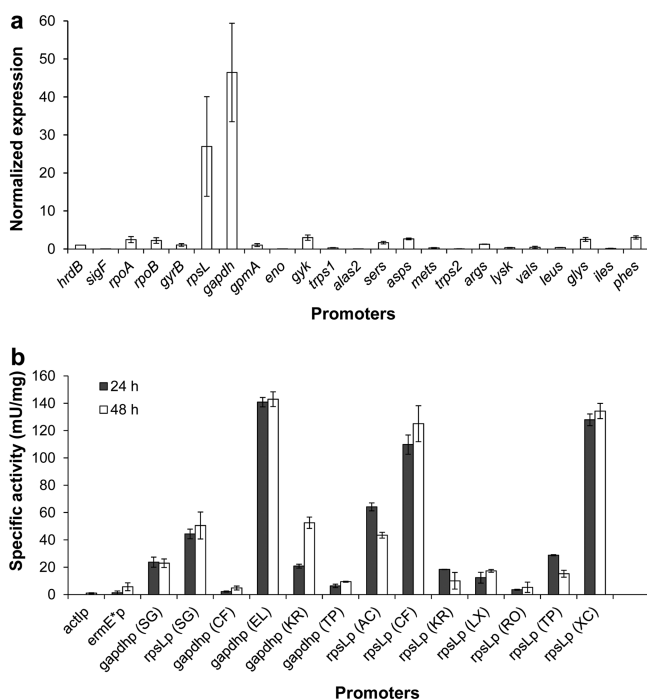 a
Normalized expression
60
50
40
30
20
10
0
hrdB sigF rpoA rpoB gyrB rpsL gapdh gpmA eno gyk trps1 alas2 sers asps mets trps2 args lysk vals leus glys iles phes
Promoters
b
Specific activity (mU/mg)
160
140
120
100
80
60
40
20
0
24 h
48 h
actIp ermE*p gapdhp (SG) rpsLp (SG) gapdhp (CF) gapdhp (EL) gapdhp (KR) gapdhp (TP) rpsLp (AC) rpsLp (CF) rpsLp (KR) rpsLp (LX) rpsLp (RO) rpsLp (TP) rpsLp (XC)
Promoters